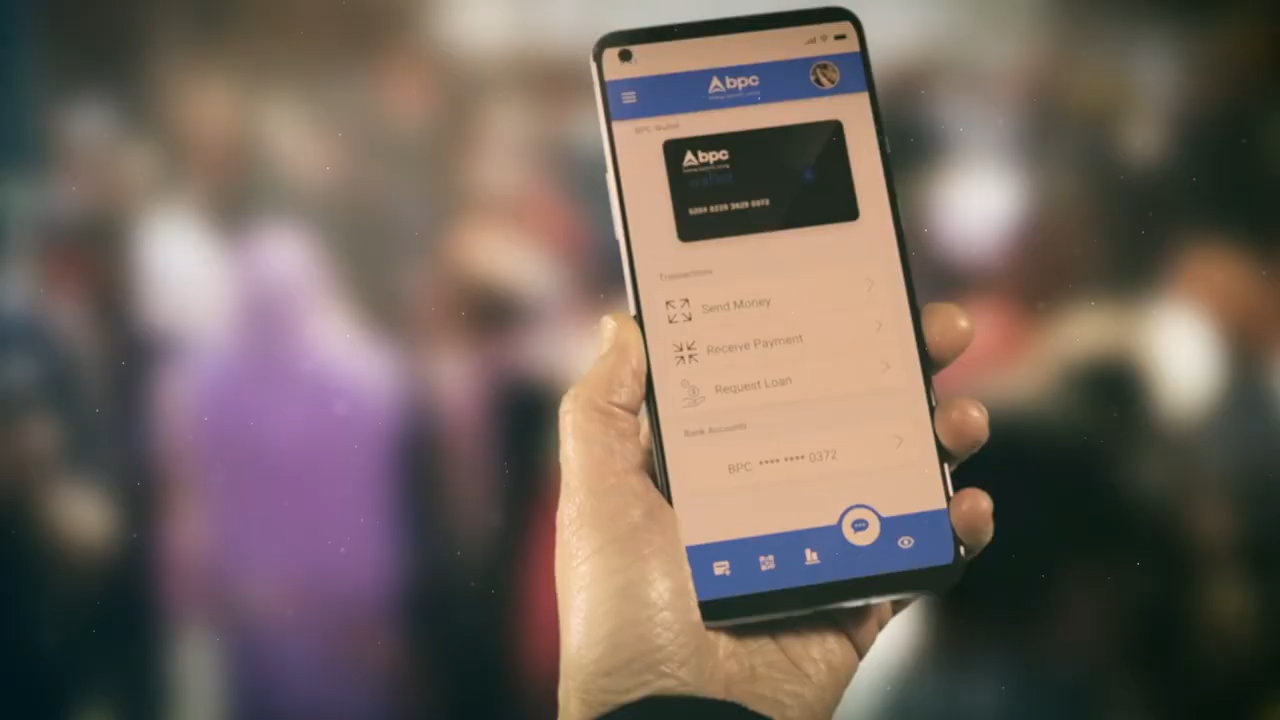 bpc
BPC Wallet
bpc
wallet
Transactions
Send Money
Receive Payment
Request Loan
Bank Accounts
BPC **** **** 0372